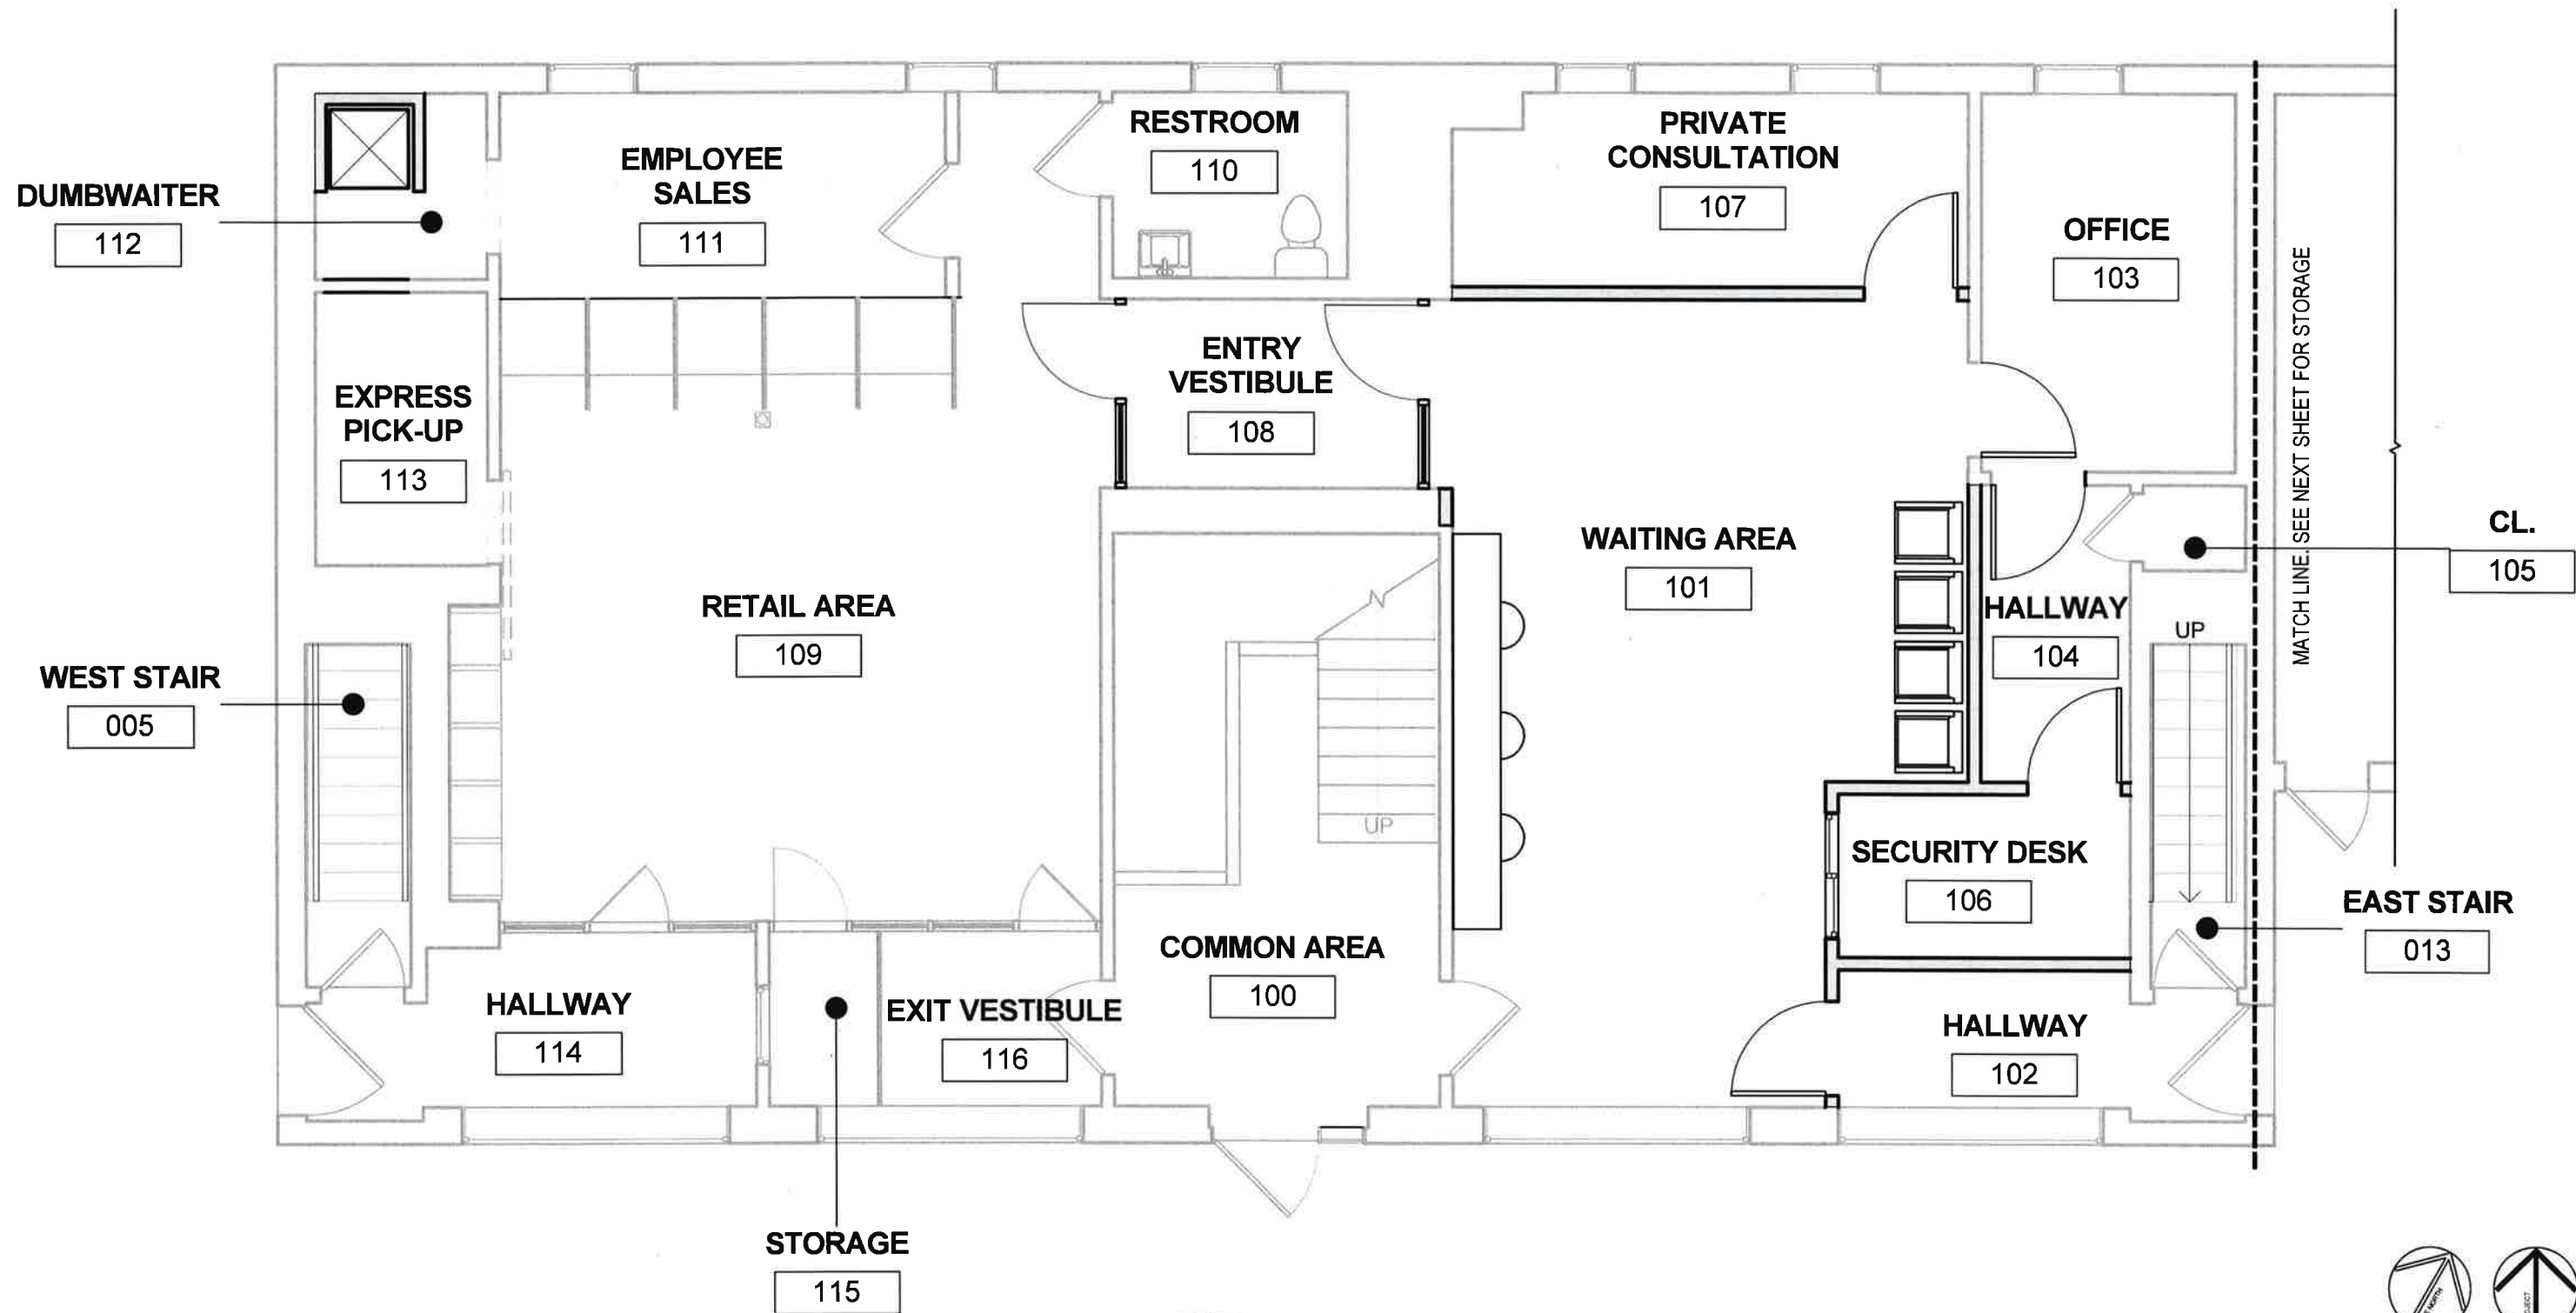 RESTROOM
110
PRIVATE
CONSULTATION
107
EMPLOYEE
SALES
111
DUMBWAITER
112
OFFICE
103
MATCH LINE. SEE NEXT SHEET FOR STORAGE
ENTRY
VESTIBULE
108
EXPRESS
PICK-UP
113
WAITING AREA
101
CL.
105
RETAIL AREA
109
HALLWAY
104
UP
WEST STAIR
005
UP
SECURITY DESK
106
EAST STAIR
013
COMMON AREA
100
HALLWAY
114
EXIT VESTIBULE
116
HALLWAY
102
STORAGE
115
NORTH